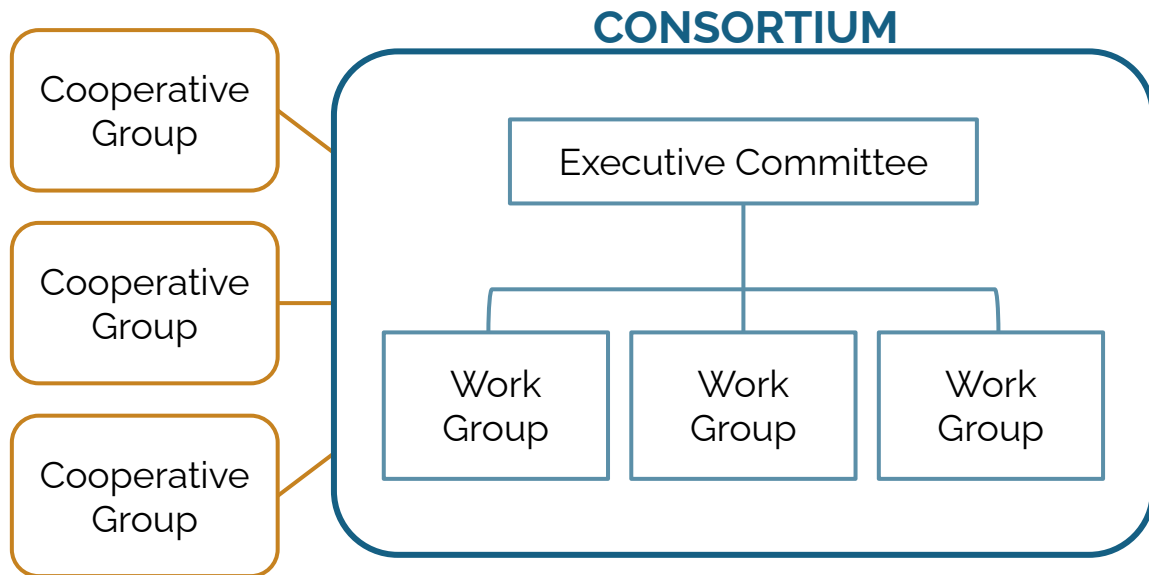 CONSORTIUM
Cooperative
Group
Executive Committee
Cooperative
Group
Work
Group
Work
Group
Work
Group
Cooperative
Group